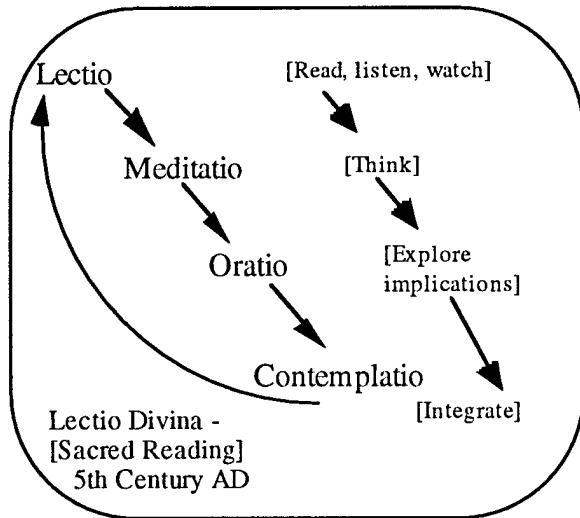 Lectio
[Read, listen, watch]
Meditatio
[Think]
Oratio
[Explore
implications]
Contemplatio
[Integrate]
Lectio Divina -
[Sacred Reading]
5th Century AD